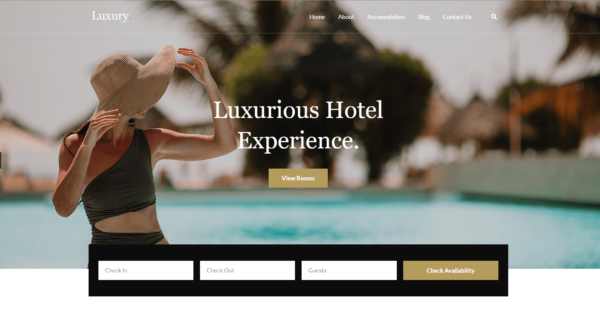 Luxury.
Home About Accomodation Blog Contact Us
Luxurious Hotel
Experience.
View Rooms
Check In Check Out Guests Check Availability